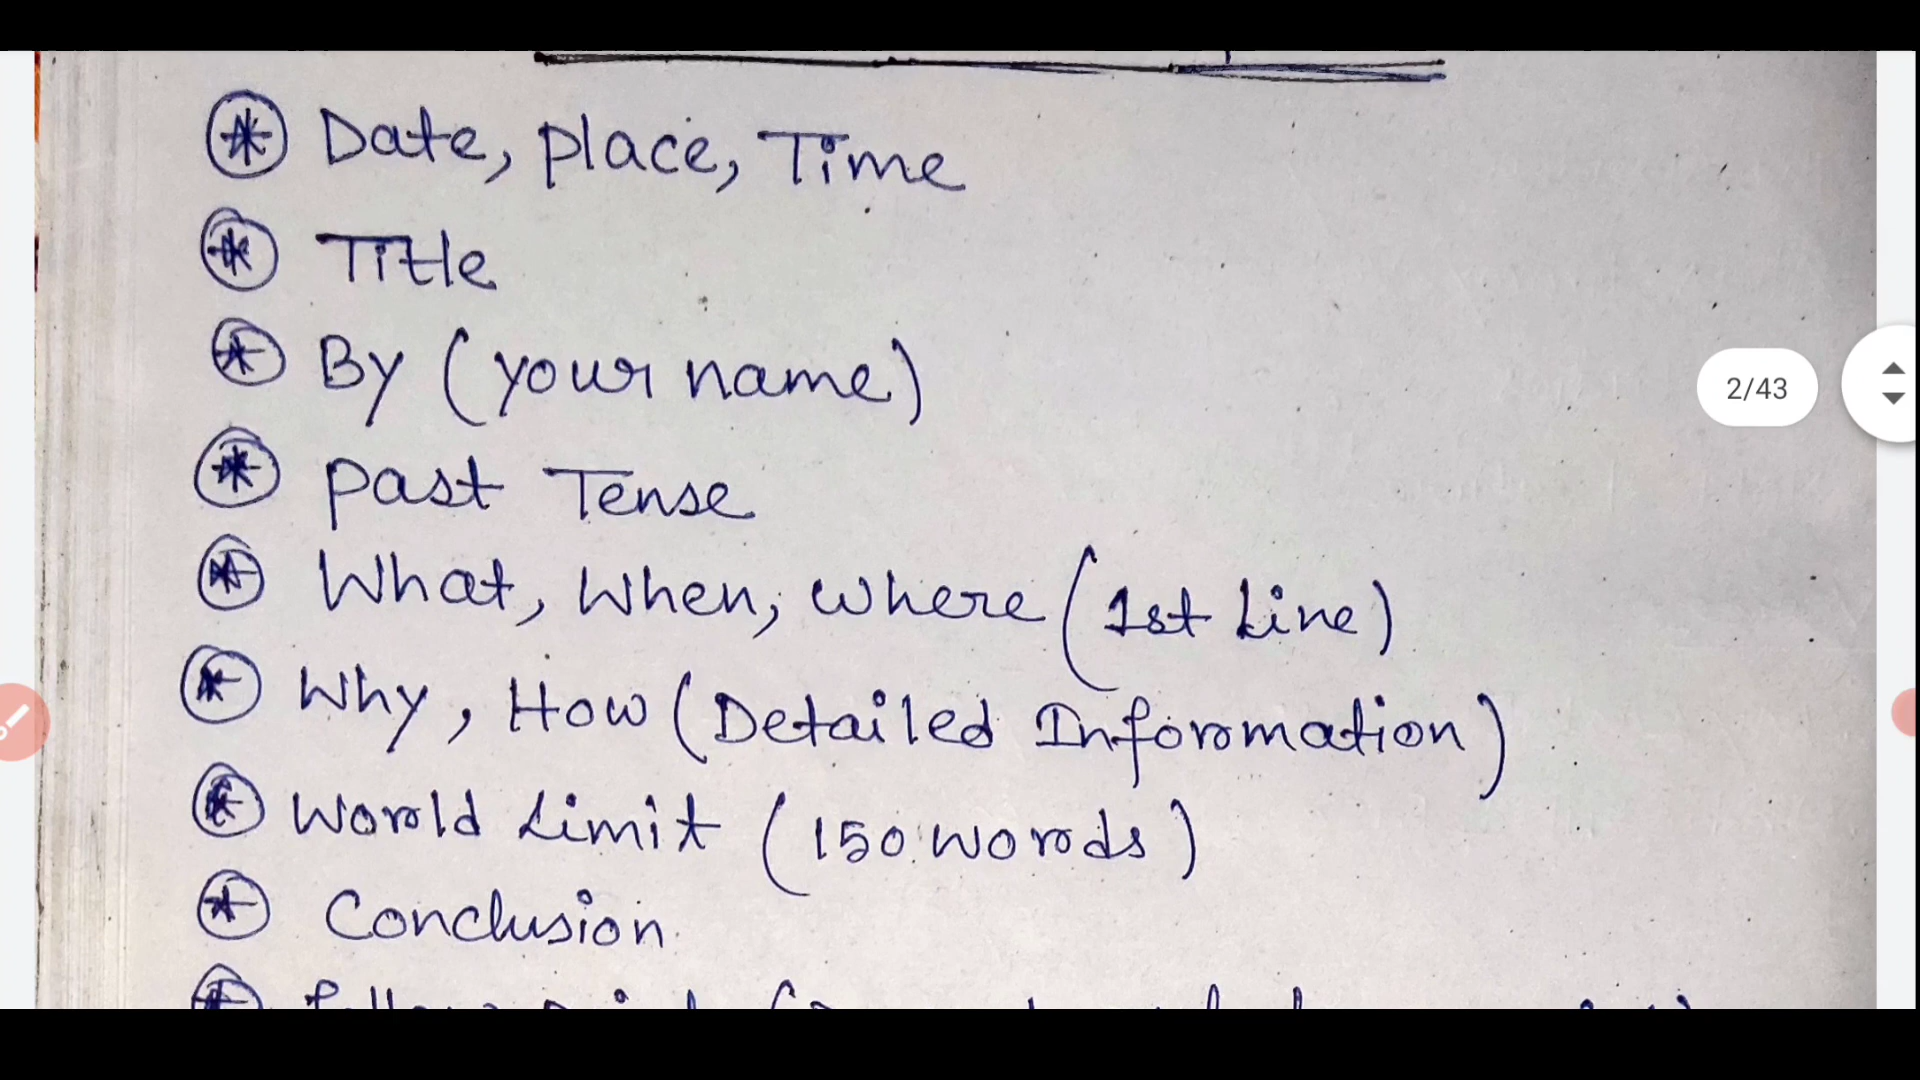 Date, place, Time
Title
By (your name)
Past Tense
What, When, where (1st Line)
Why, How (Detailed Information)
World Limit (150 words)
Conclusion
2/43